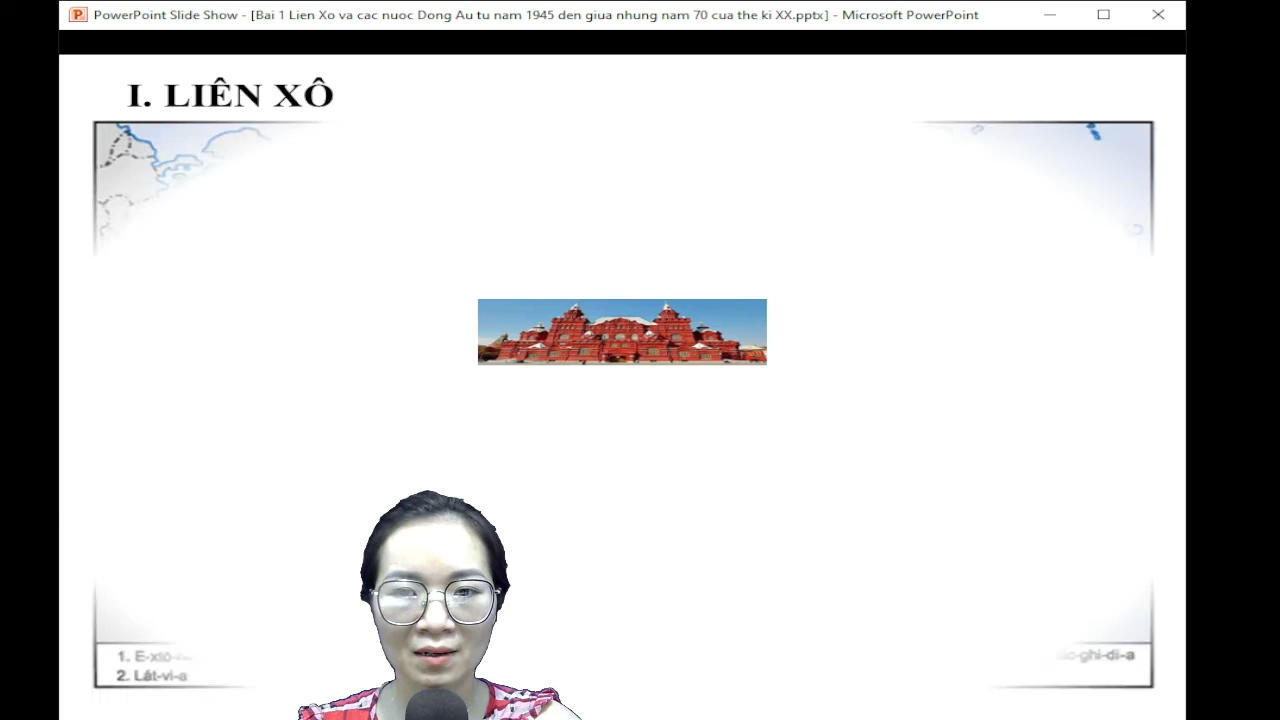 PowerPoint Slide Show - [Bai 1 Lien Xo va cac nuoc Dong Au tu nam 1945 den giua nhung nam 70 cua the ki XX.pptx] - Microsoft PowerPoint
I. LIÊN XÔ
1.
2. Lát-vi-a